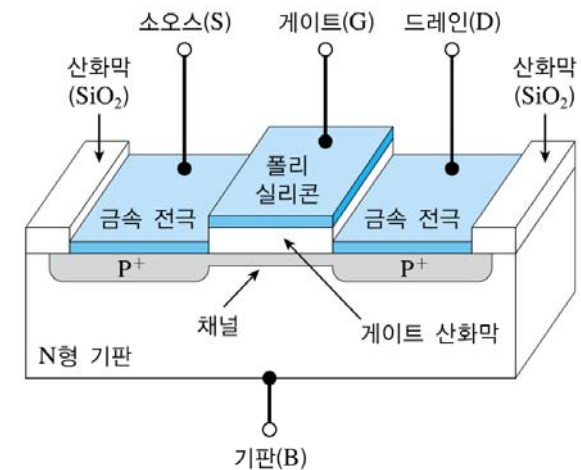 소오스(S)
게이트(G)
드레인(D)
산화막
(SiO₂)
산화막
(SiO₂)
폴리
실리콘
금속 전극
금속 전극
P⁺
P⁺
채널
게이트 산화막
N형 기판
기판(B)